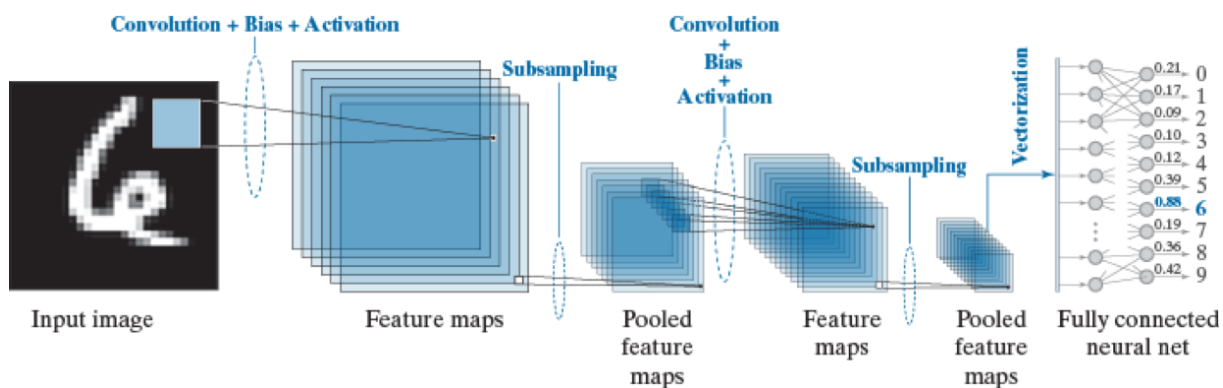 Convolution + Bias + Activation
Subsampling
Convolution
+
Bias
+
Activation
Subsampling
Vectorization
0.21 0
0.17 1
0.09 2
0.10 3
0.12 4
0.39 5
0.88 6
0.19 7
0.36 8
0.42 9
Input image
Feature maps
Pooled
feature
maps
Feature
maps
Pooled
feature
maps
Fully connected
neural net